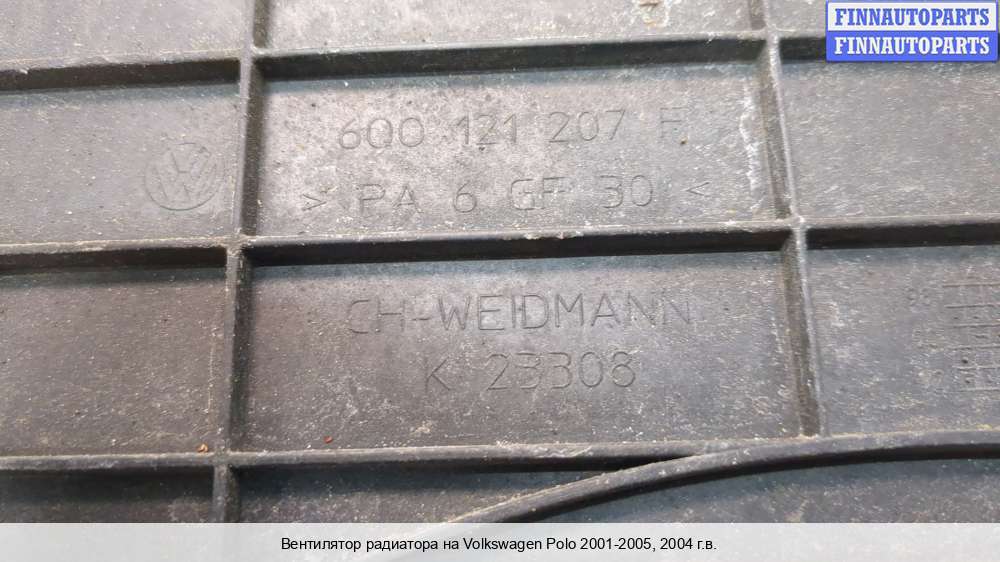 FINNAUTOPARTS
FINNAUTOPARTS
6Q0 121 207 F
> PA 6 GF 30 <
CH-WEIDMANN
K 23308
Вентилятор радиатора на Volkswagen Polo 2001-2005, 2004 г.в.